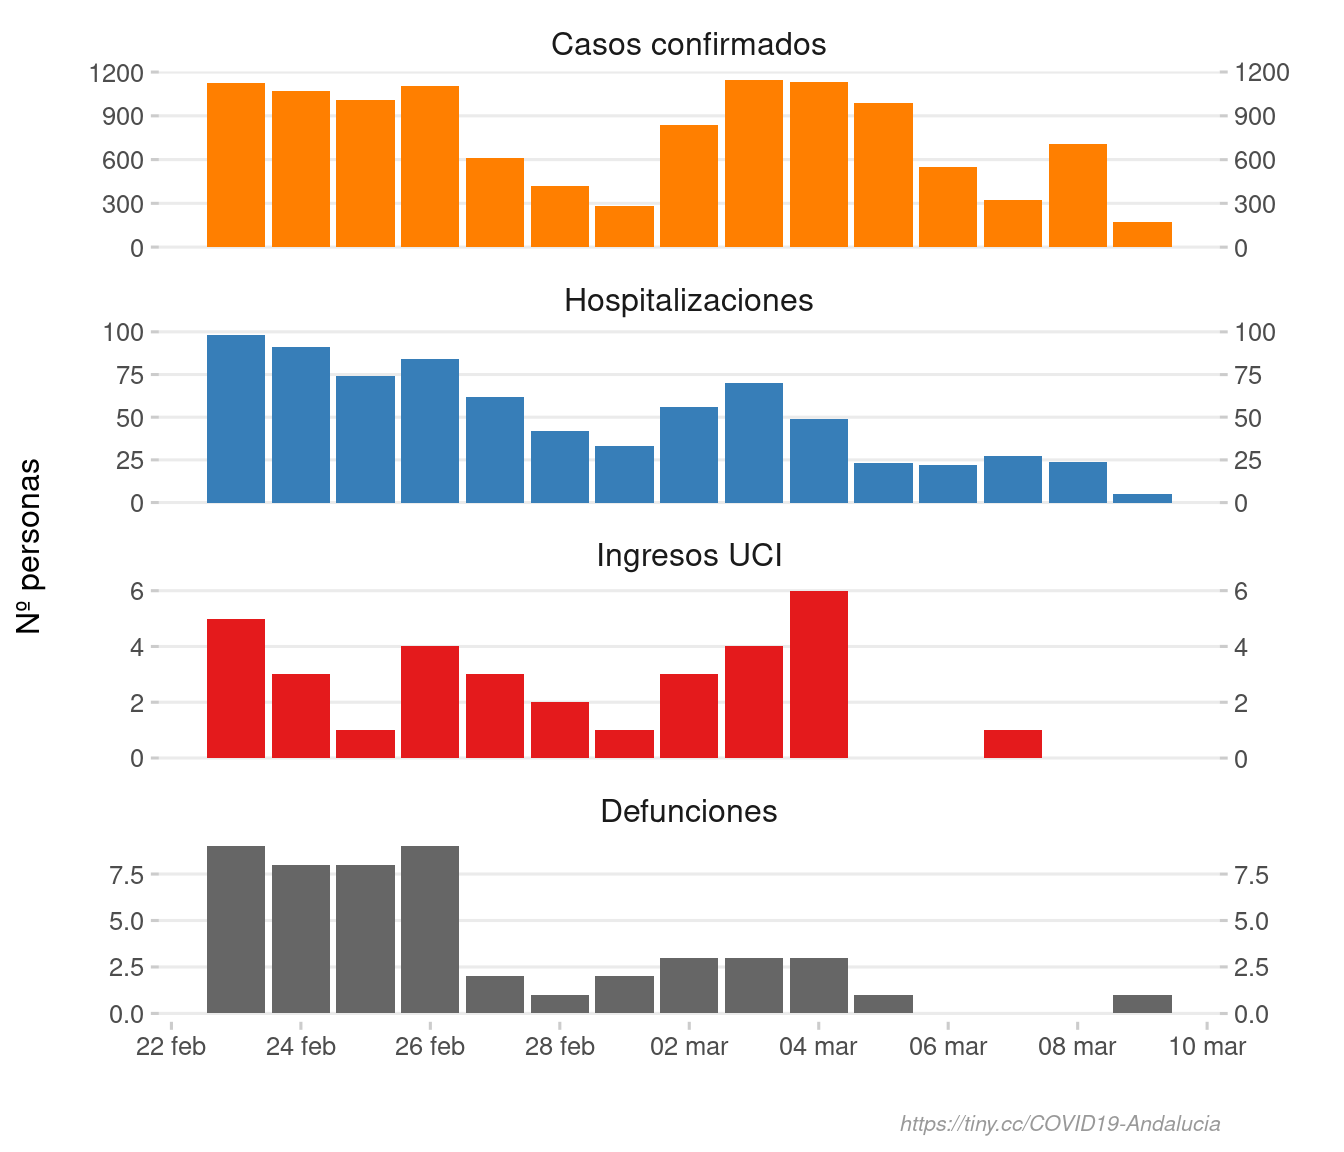 Casos confirmados
1200 1200
900 900
600 600
300 300
0 0
Hospitalizaciones
100 100
75 75
50 50
25 25
0 0
Nº personas
Ingresos UCI
6 6
4 4
2 2
0 0
Defunciones
7.5 7.5
5.0 5.0
2.5 2.5
0.0 0.0
22 feb 24 feb 26 feb 28 feb 02 mar 04 mar 06 mar 08 mar 10 mar
https://tiny.cc/COVID19-Andalucia